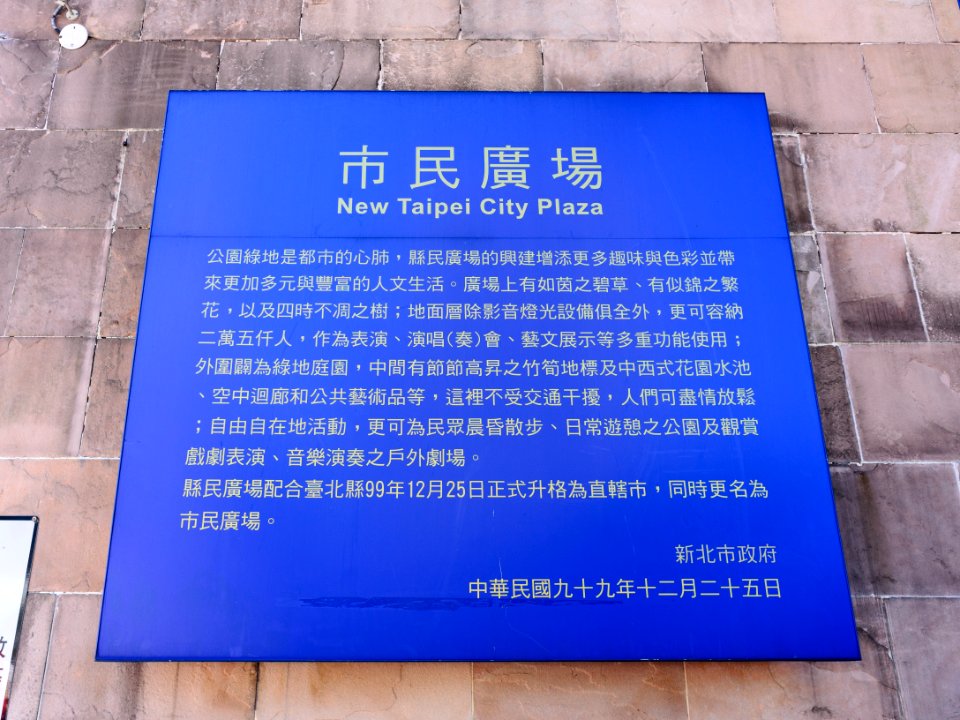 市民廣場
New Taipei City Plaza
公園綠地是都市的心肺，縣民廣場的興建增添更多趣味與色彩並帶
來更加多元與豐富的人文生活。廣場上有如茵之碧草、有似錦之繁
花，以及四時不凋之樹；地面層除影音燈光設備俱全外，更可容納
二萬五仟人，作為表演、演唱(奏)會、藝文展示等多重功能使用；
外圍闢為綠地庭園，中間有節節高昇之竹筍地標及中西式花園水池
、空中迴廊和公共藝術品等，這裡不受交通干擾，人們可盡情放鬆
；自由自在地活動，更可為民眾晨昏散步、日常遊憩之公園及觀賞
戲劇表演、音樂演奏之戶外劇場。
縣民廣場配合臺北縣99年12月25日正式升格為直轄市，同時更名為
市民廣場。
新北市政府
中華民國九十九年十二月二十五日